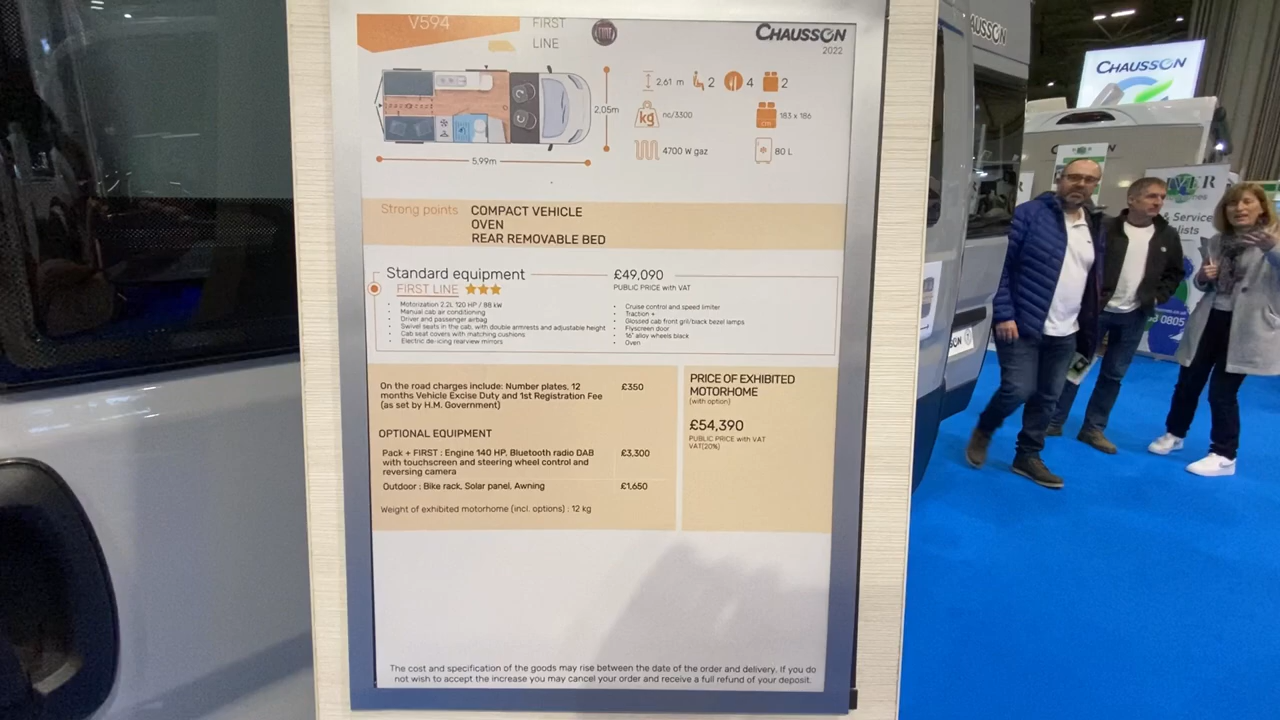 V594
FIRST
LINE
CHAUSSON
2022
2.61 m
2
4
2
2,05m
kg
nc/3300
183 x 186
4700 W gaz
80 L
5,99m
Strong points
COMPACT VEHICLE
OVEN
REAR REMOVABLE BED
Standard equipment
£49,090
FIRST LINE
PUBLIC PRICE with VAT
• Motorization 2.2L 120 HP / 88 kW
• Manual cab air conditioning
• Driver and passenger airbag
• Swivel seats in the cab, with double armrests and adjustable height
• Cab seat covers with matching cushions
• Electric de-icing rearview mirrors
• Cruise control and speed limiter
• Traction +
• Glossed cab front gril/black bezel lamps
• Flyscreen door
• 16" alloy wheels black
• Oven
On the road charges include: Number plates, 12
months Vehicle Excise Duty and 1st Registration Fee
(as set by H.M. Government)
£350
OPTIONAL EQUIPMENT
Pack + FIRST : Engine 140 HP, Bluetooth radio DAB
with touchscreen and steering wheel control and
reversing camera
£3,300
Outdoor : Bike rack, Solar panel, Awning
£1,650
Weight of exhibited motorhome (incl. options) : 12 kg
PRICE OF EXHIBITED
MOTORHOME
(with option)
£54,390
PUBLIC PRICE with VAT
VAT(20%)
The cost and specification of the goods may rise between the date of the order and delivery. If you do
not wish to accept the increase you may cancel your order and receive a full refund of your deposit.
CHAUSSON
& Service
0805